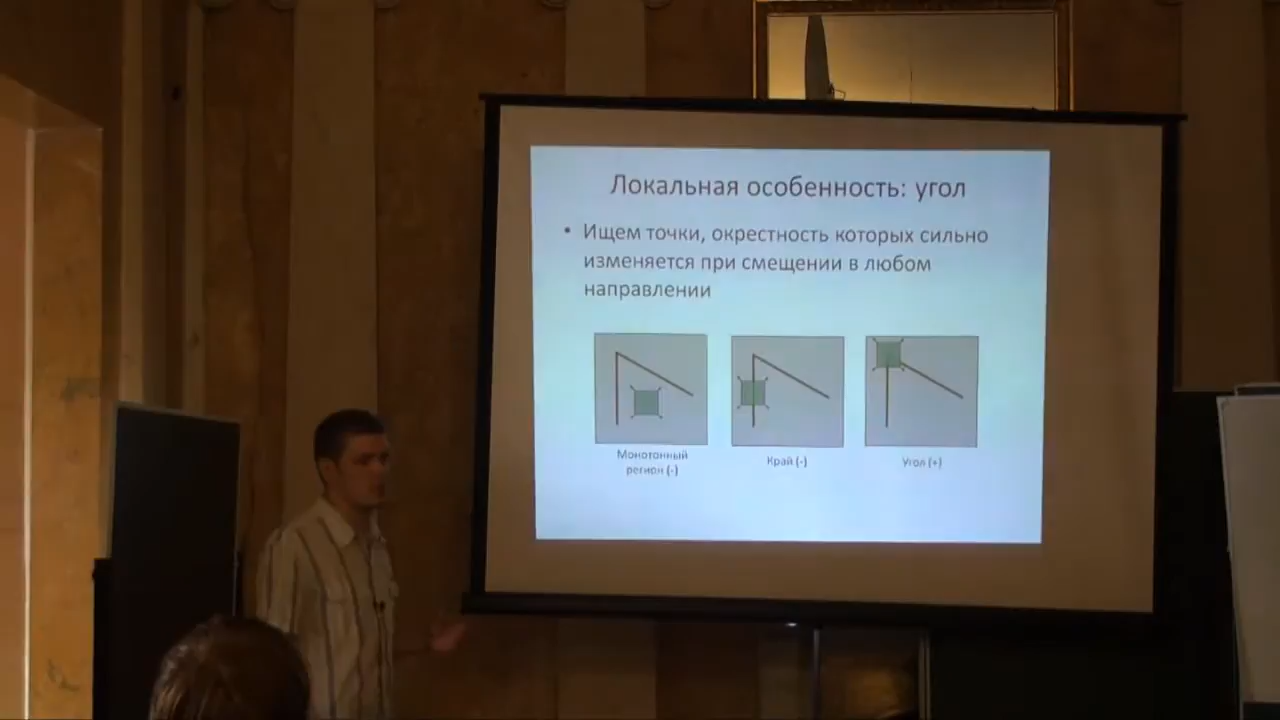 Локальная особенность: угол
• Ищем точки, окрестность которых сильно
изменяется при смещении в любом
направлении
Монотонный
регион (-)
Край (-)
Угол (+)